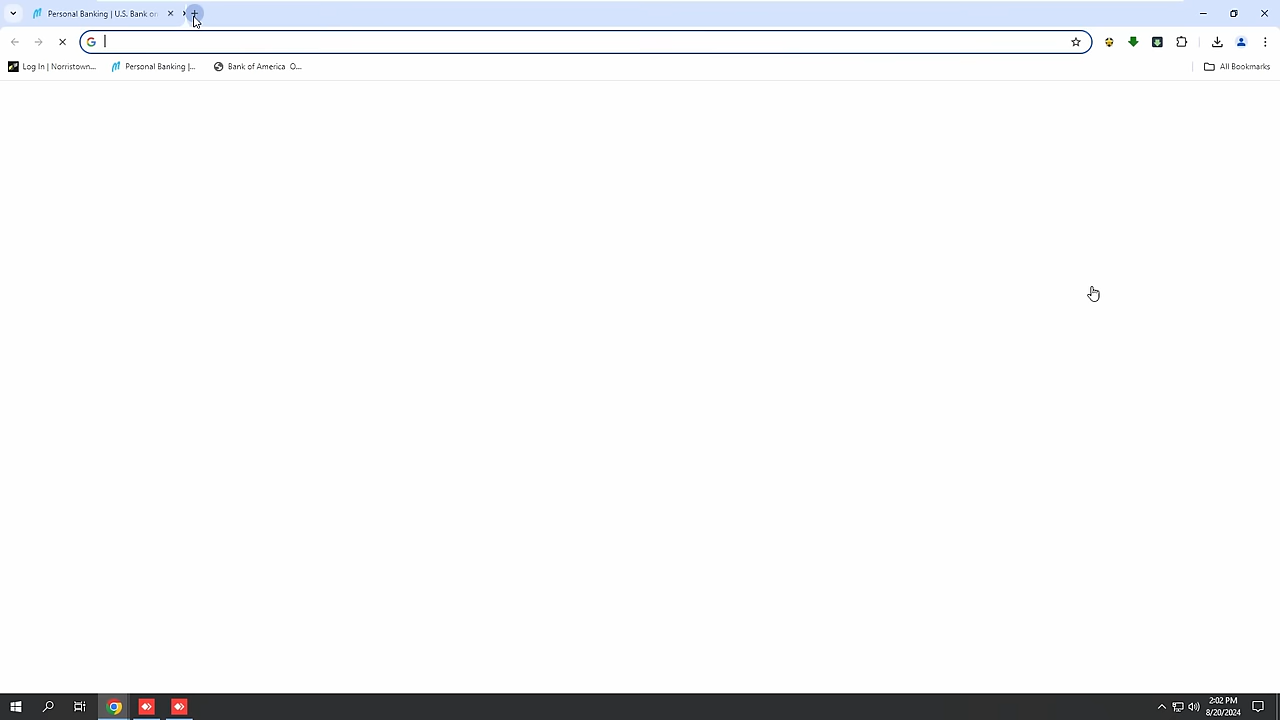 Personal Banking | U.S. Bank on
Log In | Norristown...
Personal Banking |...
Bank of America O...
All Bookmarks
2:02 PM
8/20/2024